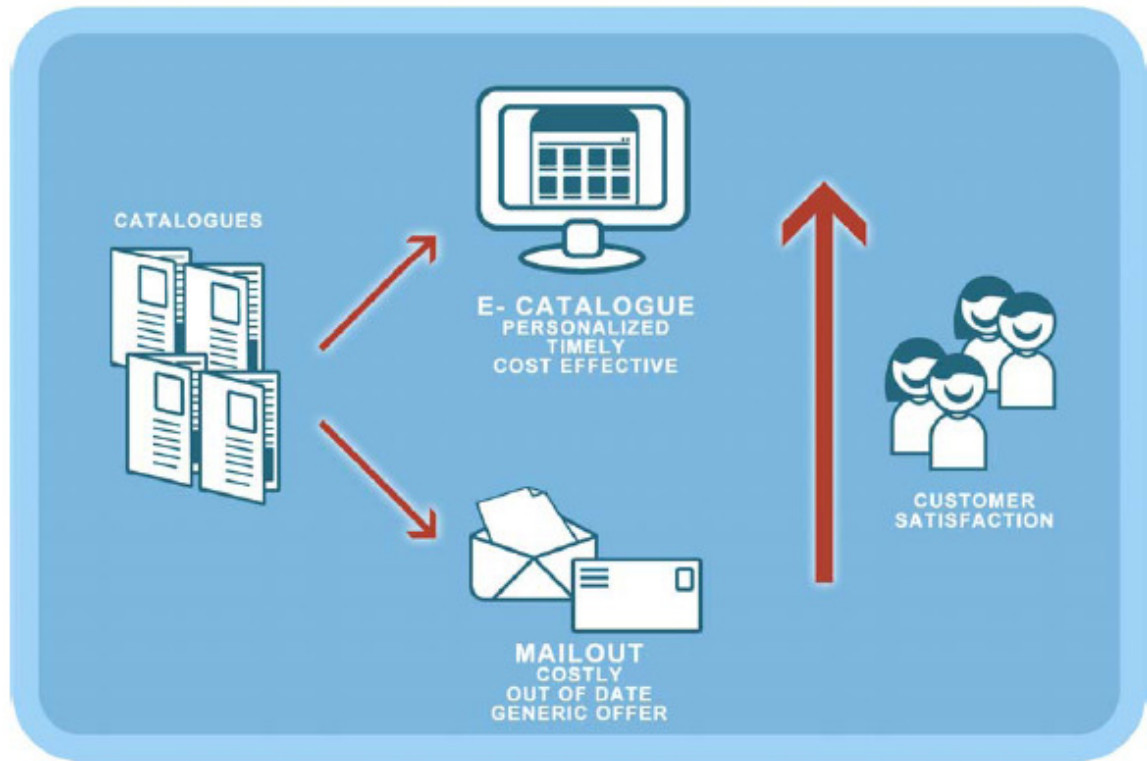 CATALOGUES
E- CATALOGUE
PERSONALIZED
TIMELY
COST EFFECTIVE
MAILOUT
COSTLY
OUT OF DATE
GENERIC OFFER
CUSTOMER
SATISFACTION